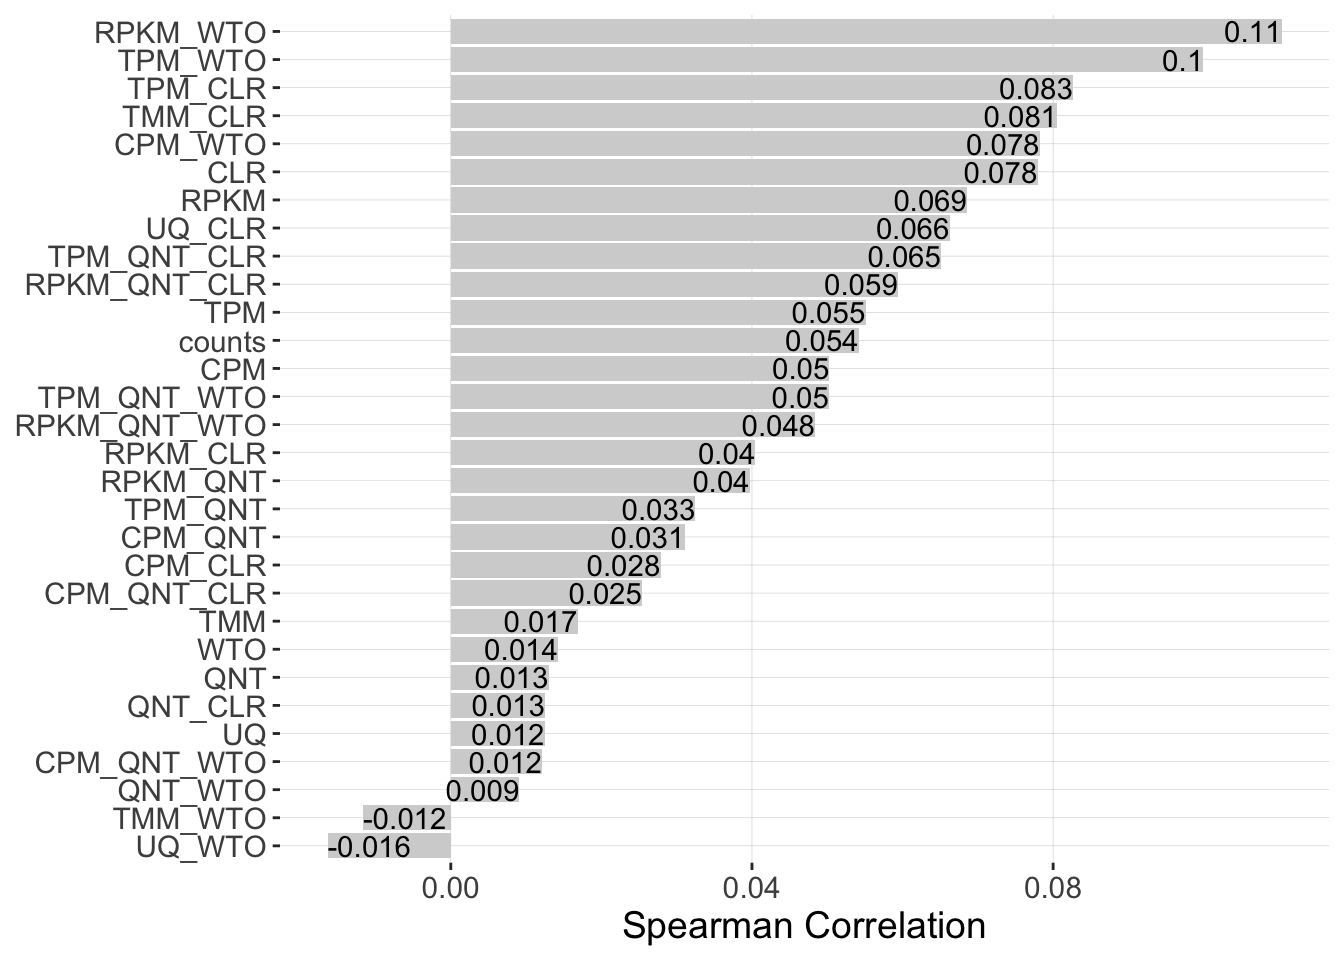 RPKM_WTO 0.11
TPM_WTO 0.1
TPM_CLR 0.083
TMM_CLR 0.081
CPM_WTO 0.078
CLR 0.078
RPKM 0.069
UQ_CLR 0.066
TPM_QNT_CLR 0.065
RPKM_QNT_CLR 0.059
TPM 0.055
counts 0.054
CPM 0.05
TPM_QNT_WTO 0.05
RPKM_QNT_WTO 0.048
RPKM_CLR 0.04
RPKM_QNT 0.04
TPM_QNT 0.033
CPM_QNT 0.031
CPM_CLR 0.028
CPM_QNT_CLR 0.025
TMM 0.017
WTO 0.014
QNT 0.013
QNT_CLR 0.013
UQ 0.012
CPM_QNT_WTO 0.012
QNT_WTO 0.009
TMM_WTO -0.012
UQ_WTO -0.016
0.00 0.04 0.08
Spearman Correlation